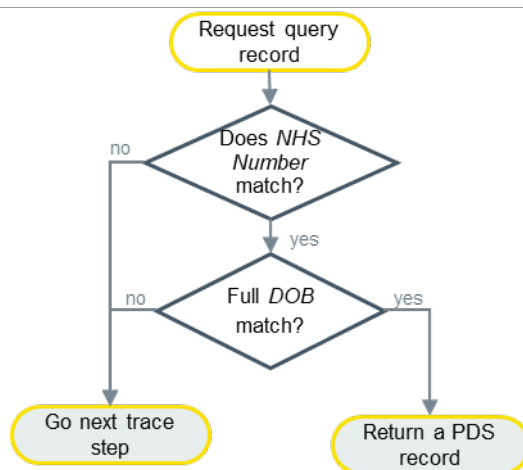 Request query
record
Does NHS
Number
match?
no
yes
Full DOB
match?
no
yes
Go next trace
step
Return a PDS
record